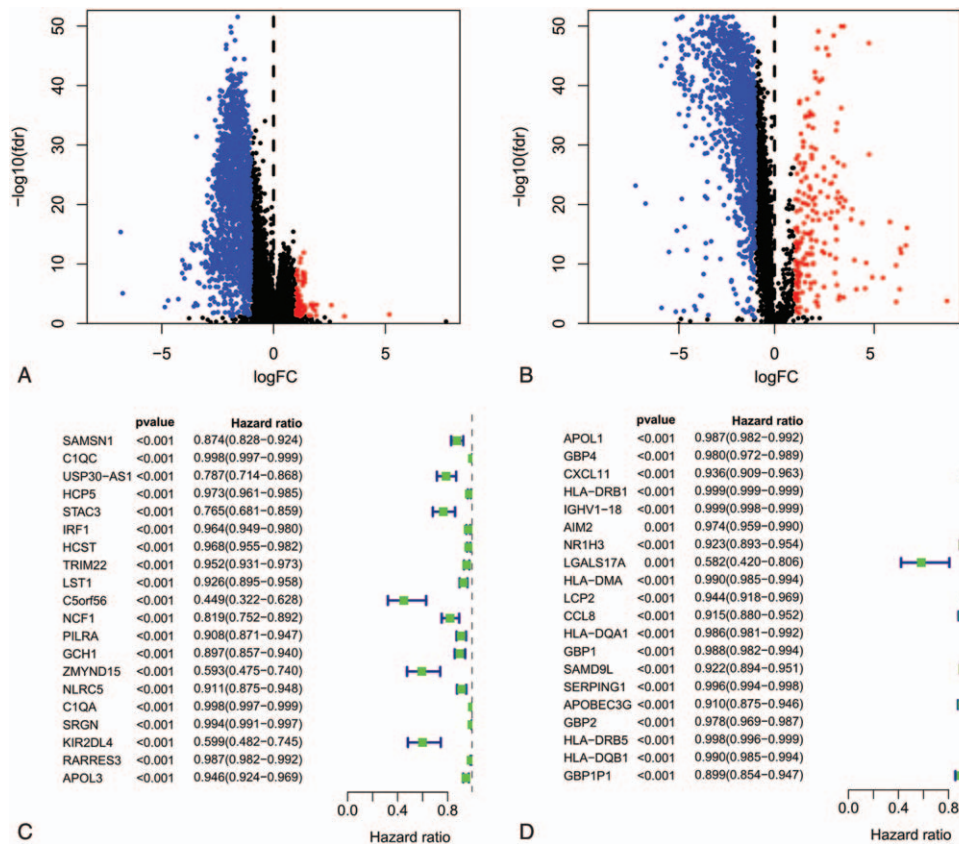 50
40
30
20
10
0
−log10(fdr)
−5
0
5
logFC
A
50
40
30
20
10
0
−log10(fdr)
−5
0
5
logFC
B
pvalue Hazard ratio
SAMSN1 <0.001 0.874(0.828−0.924)
C1QC <0.001 0.998(0.997−0.999)
USP30−AS1 <0.001 0.787(0.714−0.868)
HCP5 <0.001 0.973(0.961−0.985)
STAC3 <0.001 0.765(0.681−0.859)
IRF1 <0.001 0.964(0.949−0.980)
HCST <0.001 0.968(0.955−0.982)
TRIM22 <0.001 0.952(0.931−0.973)
LST1 <0.001 0.926(0.895−0.958)
C5orf56 <0.001 0.449(0.322−0.628)
NCF1 <0.001 0.819(0.752−0.892)
PILRA <0.001 0.908(0.871−0.947)
GCH1 <0.001 0.897(0.857−0.940)
ZMYND15 <0.001 0.593(0.475−0.740)
NLRC5 <0.001 0.911(0.875−0.948)
C1QA <0.001 0.998(0.997−0.999)
SRGN <0.001 0.994(0.991−0.997)
KIR2DL4 <0.001 0.599(0.482−0.745)
RARRES3 <0.001 0.987(0.982−0.992)
APOL3 <0.001 0.946(0.924−0.969)
0.0 0.4 0.8
Hazard ratio
C
pvalue Hazard ratio
APOL1 <0.001 0.987(0.982−0.992)
GBP4 <0.001 0.980(0.972−0.989)
CXCL11 <0.001 0.936(0.909−0.963)
HLA−DRB1 <0.001 0.999(0.999−0.999)
IGHV1−18 <0.001 0.999(0.998−0.999)
AIM2 0.001 0.974(0.959−0.990)
NR1H3 <0.001 0.923(0.893−0.954)
LGALS17A 0.001 0.582(0.420−0.806)
HLA−DMA <0.001 0.990(0.985−0.994)
LCP2 <0.001 0.944(0.918−0.969)
CCL8 <0.001 0.915(0.880−0.952)
HLA−DQA1 <0.001 0.986(0.981−0.992)
GBP1 <0.001 0.988(0.982−0.994)
SAMD9L <0.001 0.922(0.894−0.951)
SERPING1 <0.001 0.996(0.994−0.998)
APOBEC3G <0.001 0.910(0.875−0.946)
GBP2 <0.001 0.978(0.969−0.987)
HLA−DRB5 <0.001 0.998(0.996−0.999)
HLA−DQB1 <0.001 0.990(0.985−0.994)
GBP1P1 <0.001 0.899(0.854−0.947)
0.0 0.4 0.8
Hazard ratio
D